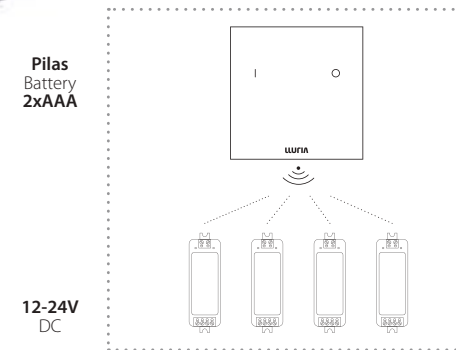 Pilas
Battery
2xAAA
I O
LLURIA
12-24V
DC